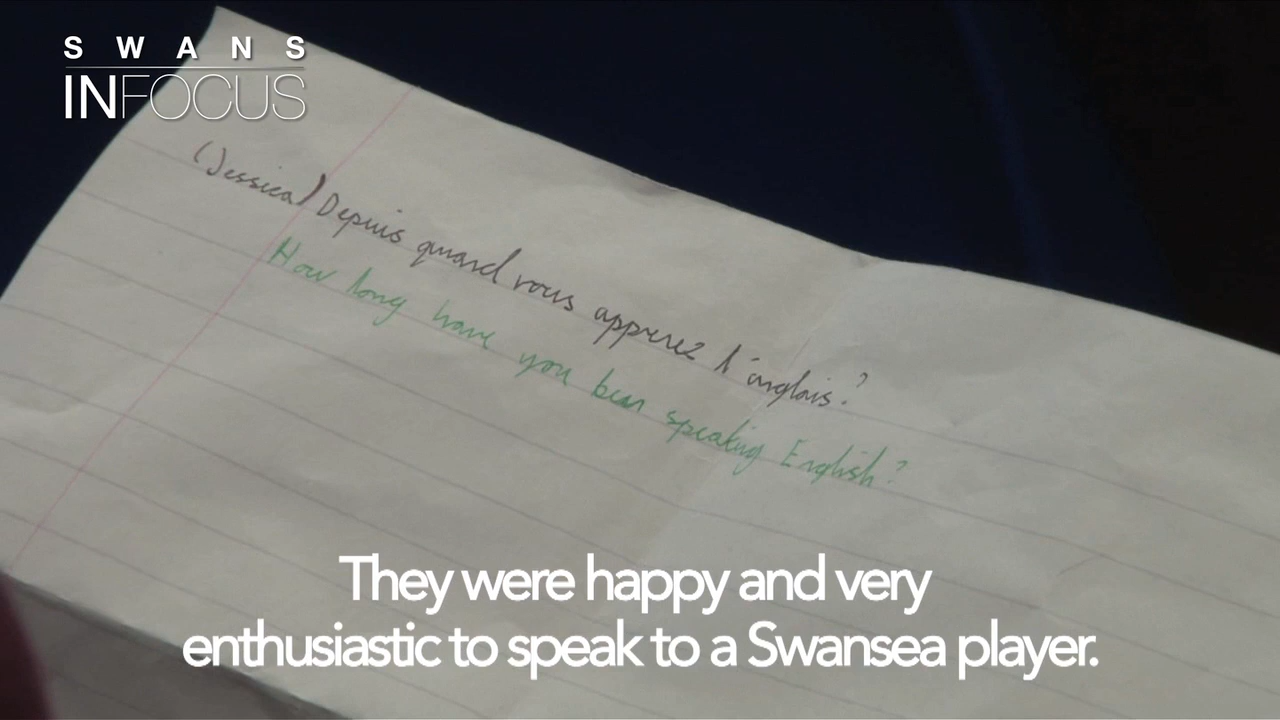 SWANS
INFOCUS
(Jessica) Depuis quand vous apprenez l'anglais?
How long have you been speaking English?
They were happy and very
enthusiastic to speak to a Swansea player.